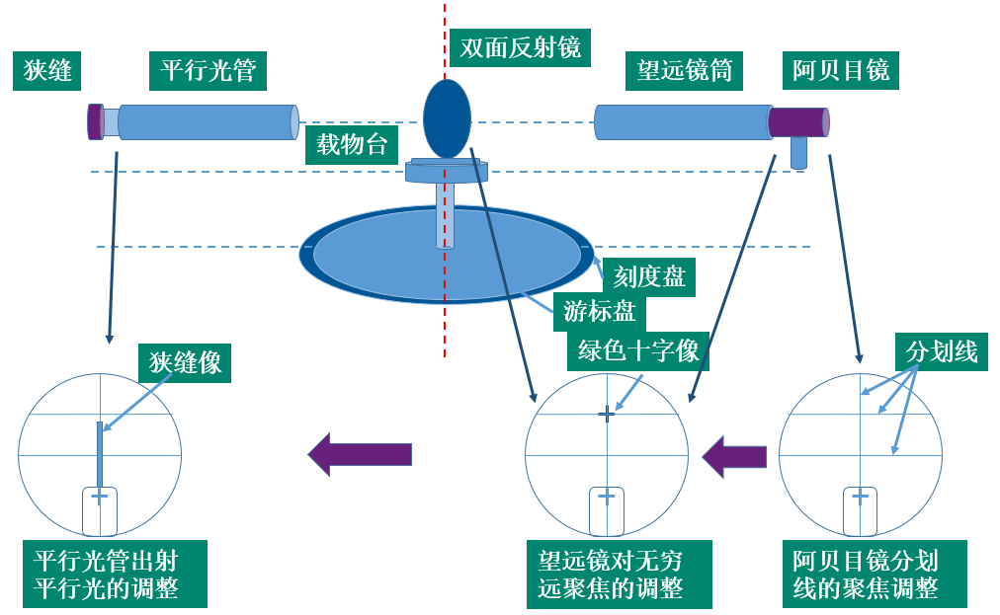 双面反射镜
狭缝
平行光管
望远镜筒
阿贝目镜
载物台
刻度盘
游标盘
绿色十字像
狭缝像
分划线
平行光管出射
平行光的调整
望远镜对无穷
远聚焦的调整
阿贝目镜分划
线的聚焦调整